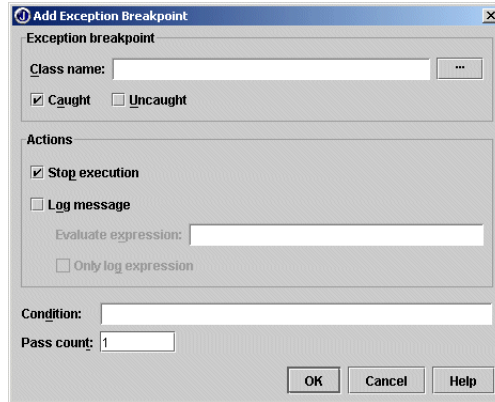 Add Exception Breakpoint
Exception breakpoint
Class name:
...
Caught Uncaught
Actions
Stop execution
Log message
Evaluate expression:
Only log expression
Condition:
Pass count: 1
OK Cancel Help